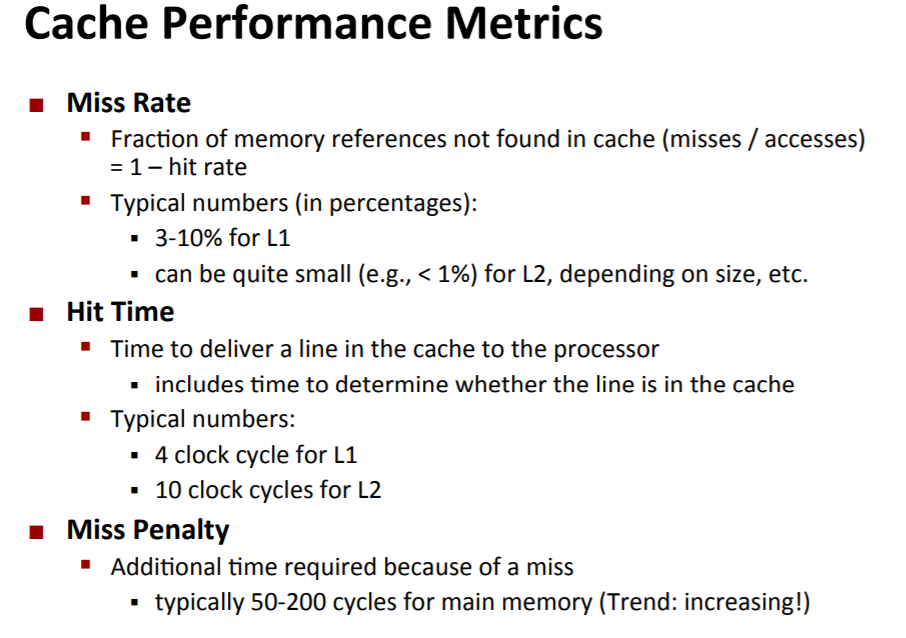 Cache Performance Metrics
Miss Rate
Fraction of memory references not found in cache (misses / accesses)
= 1 – hit rate
Typical numbers (in percentages):
3-10% for L1
can be quite small (e.g., < 1%) for L2, depending on size, etc.
Hit Time
Time to deliver a line in the cache to the processor
includes time to determine whether the line is in the cache
Typical numbers:
4 clock cycle for L1
10 clock cycles for L2
Miss Penalty
Additional time required because of a miss
typically 50-200 cycles for main memory (Trend: increasing!)